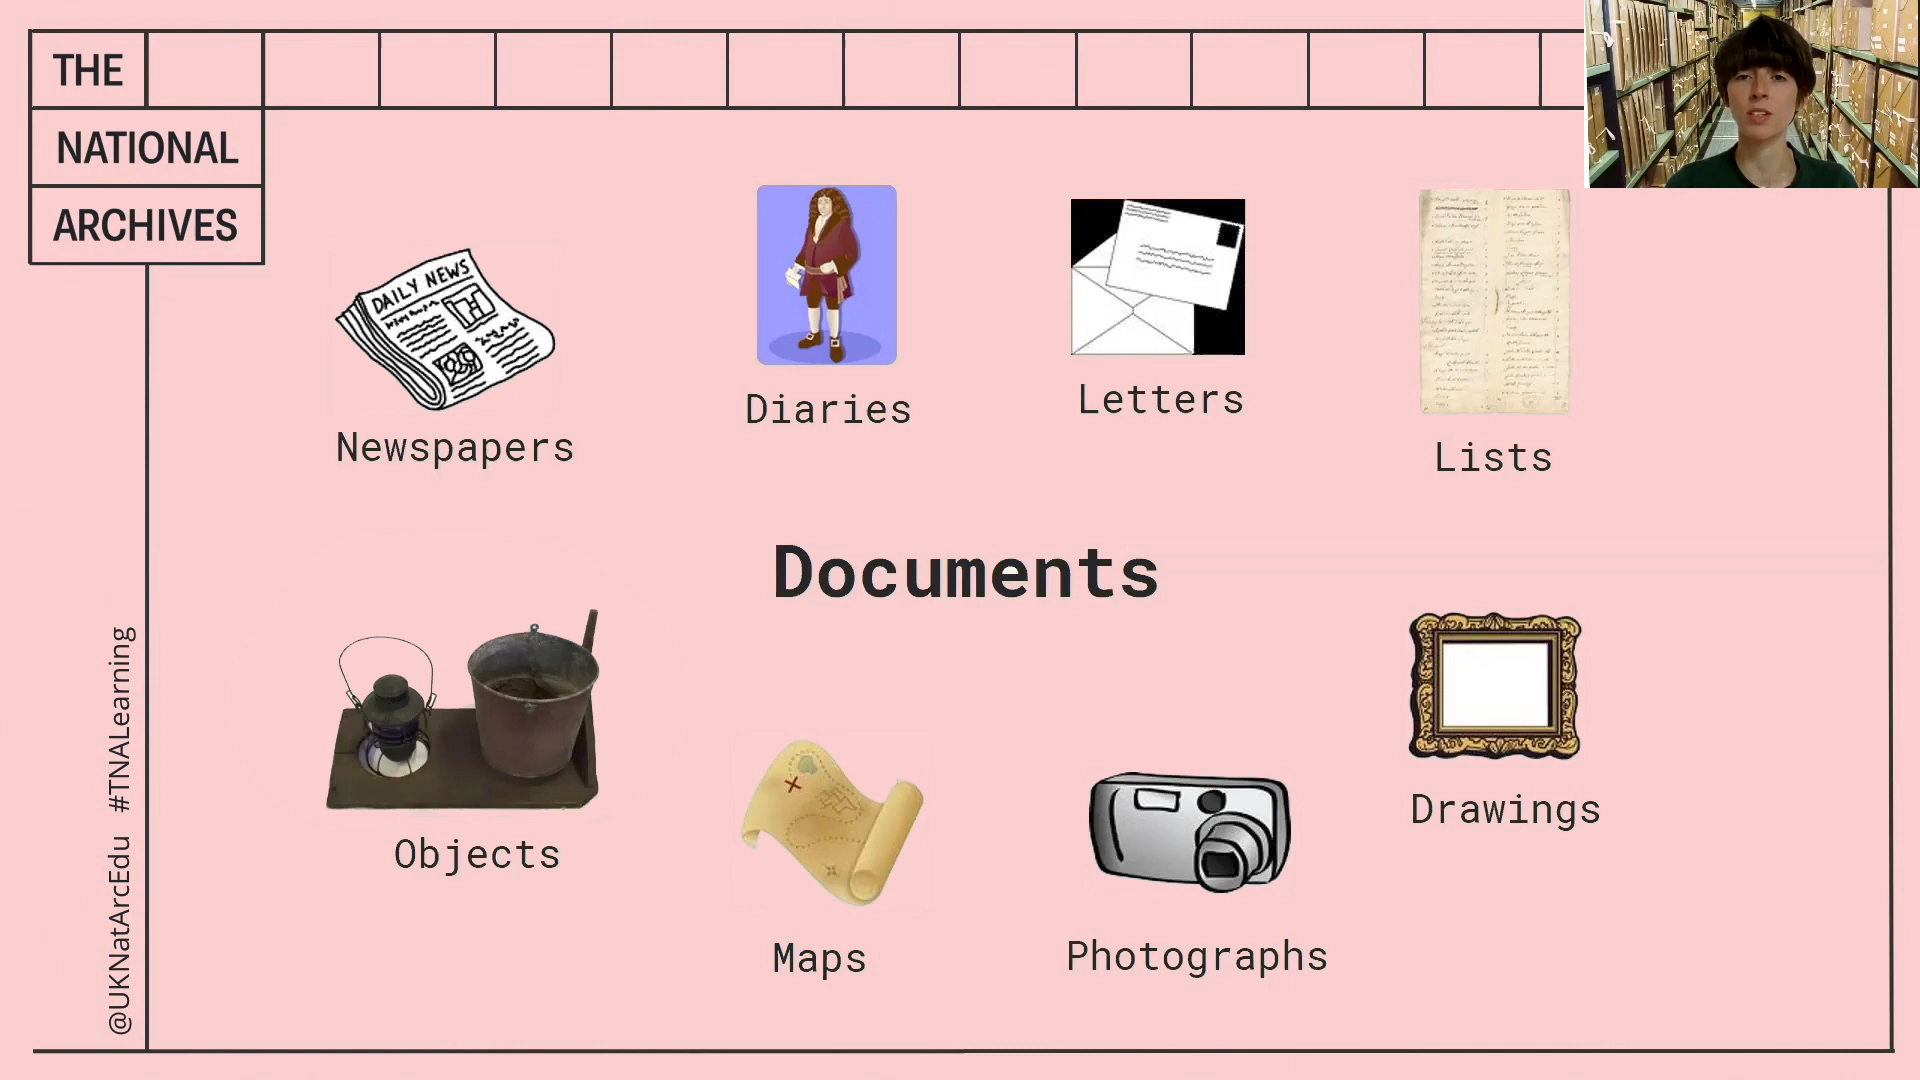 THE
NATIONAL
ARCHIVES
DAILY NEWS
Newspapers
Diaries
Letters
Lists
Documents
Objects
Maps
Photographs
Drawings
@UKNatArcEdu #TNALearning